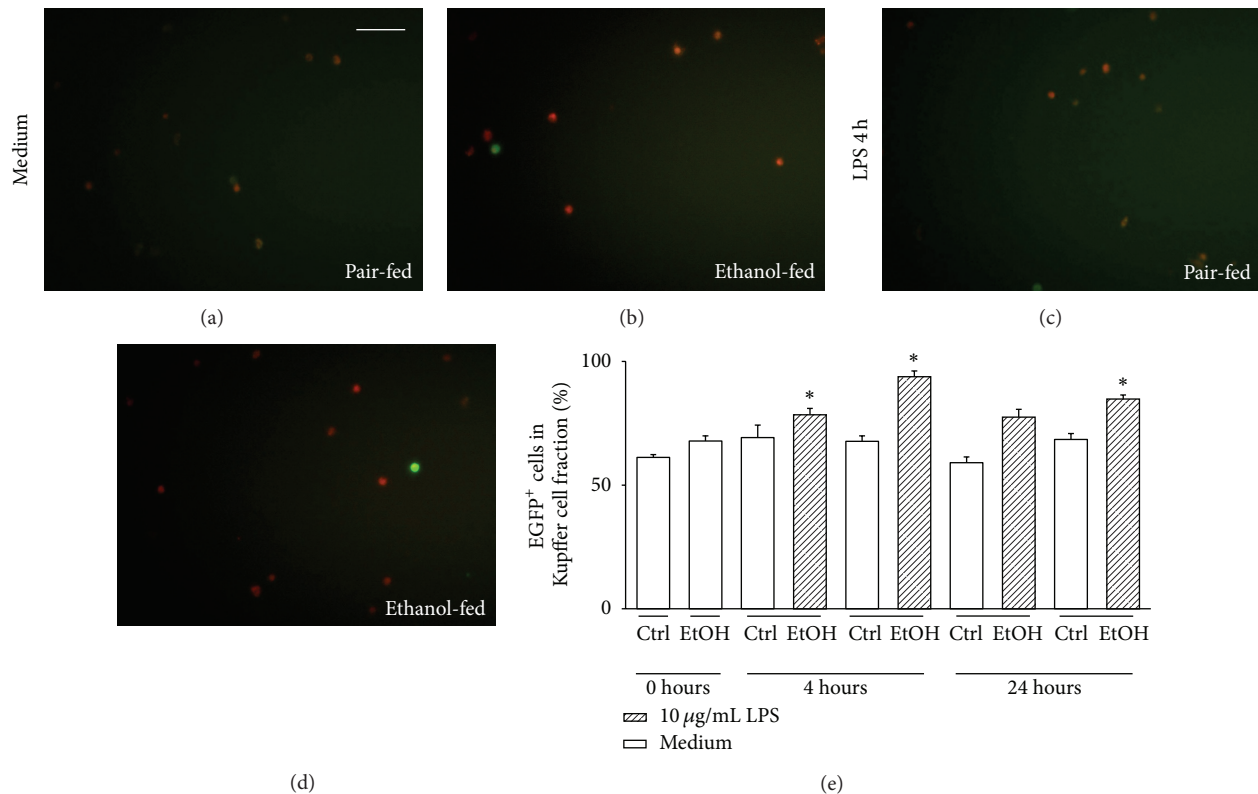 Medium
Pair-fed
(a)
Ethanol-fed
(b)
LPS 4 h
Pair-fed
(c)
Ethanol-fed
(d)
EGFP⁺ cells in
Kupffer cell fraction (%)
100
50
0
*
*
*
Ctrl EtOH Ctrl EtOH Ctrl EtOH Ctrl EtOH Ctrl EtOH
0 hours 4 hours 24 hours
10 μg/mL LPS
Medium
(e)